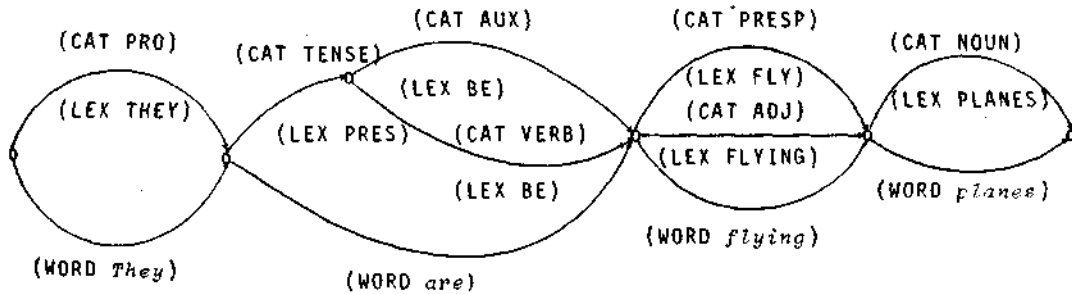 (CAT AUX)
(CAT PRESP)
(CAT PRO)
(CAT TENSE)
(CAT NOUN)
(LEX BE)
(LEX FLY)
(LEX THEY)
(LEX PLANES)
(CAT ADJ)
(LEX PRES)
(CAT VERB)
(LEX FLYING)
(LEX BE)
(WORD planes)
(WORD flying)
(WORD They)
(WORD are)